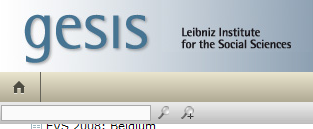 gesis
Leibniz Institute
for the Social Sciences
EVS 2008: Belgium